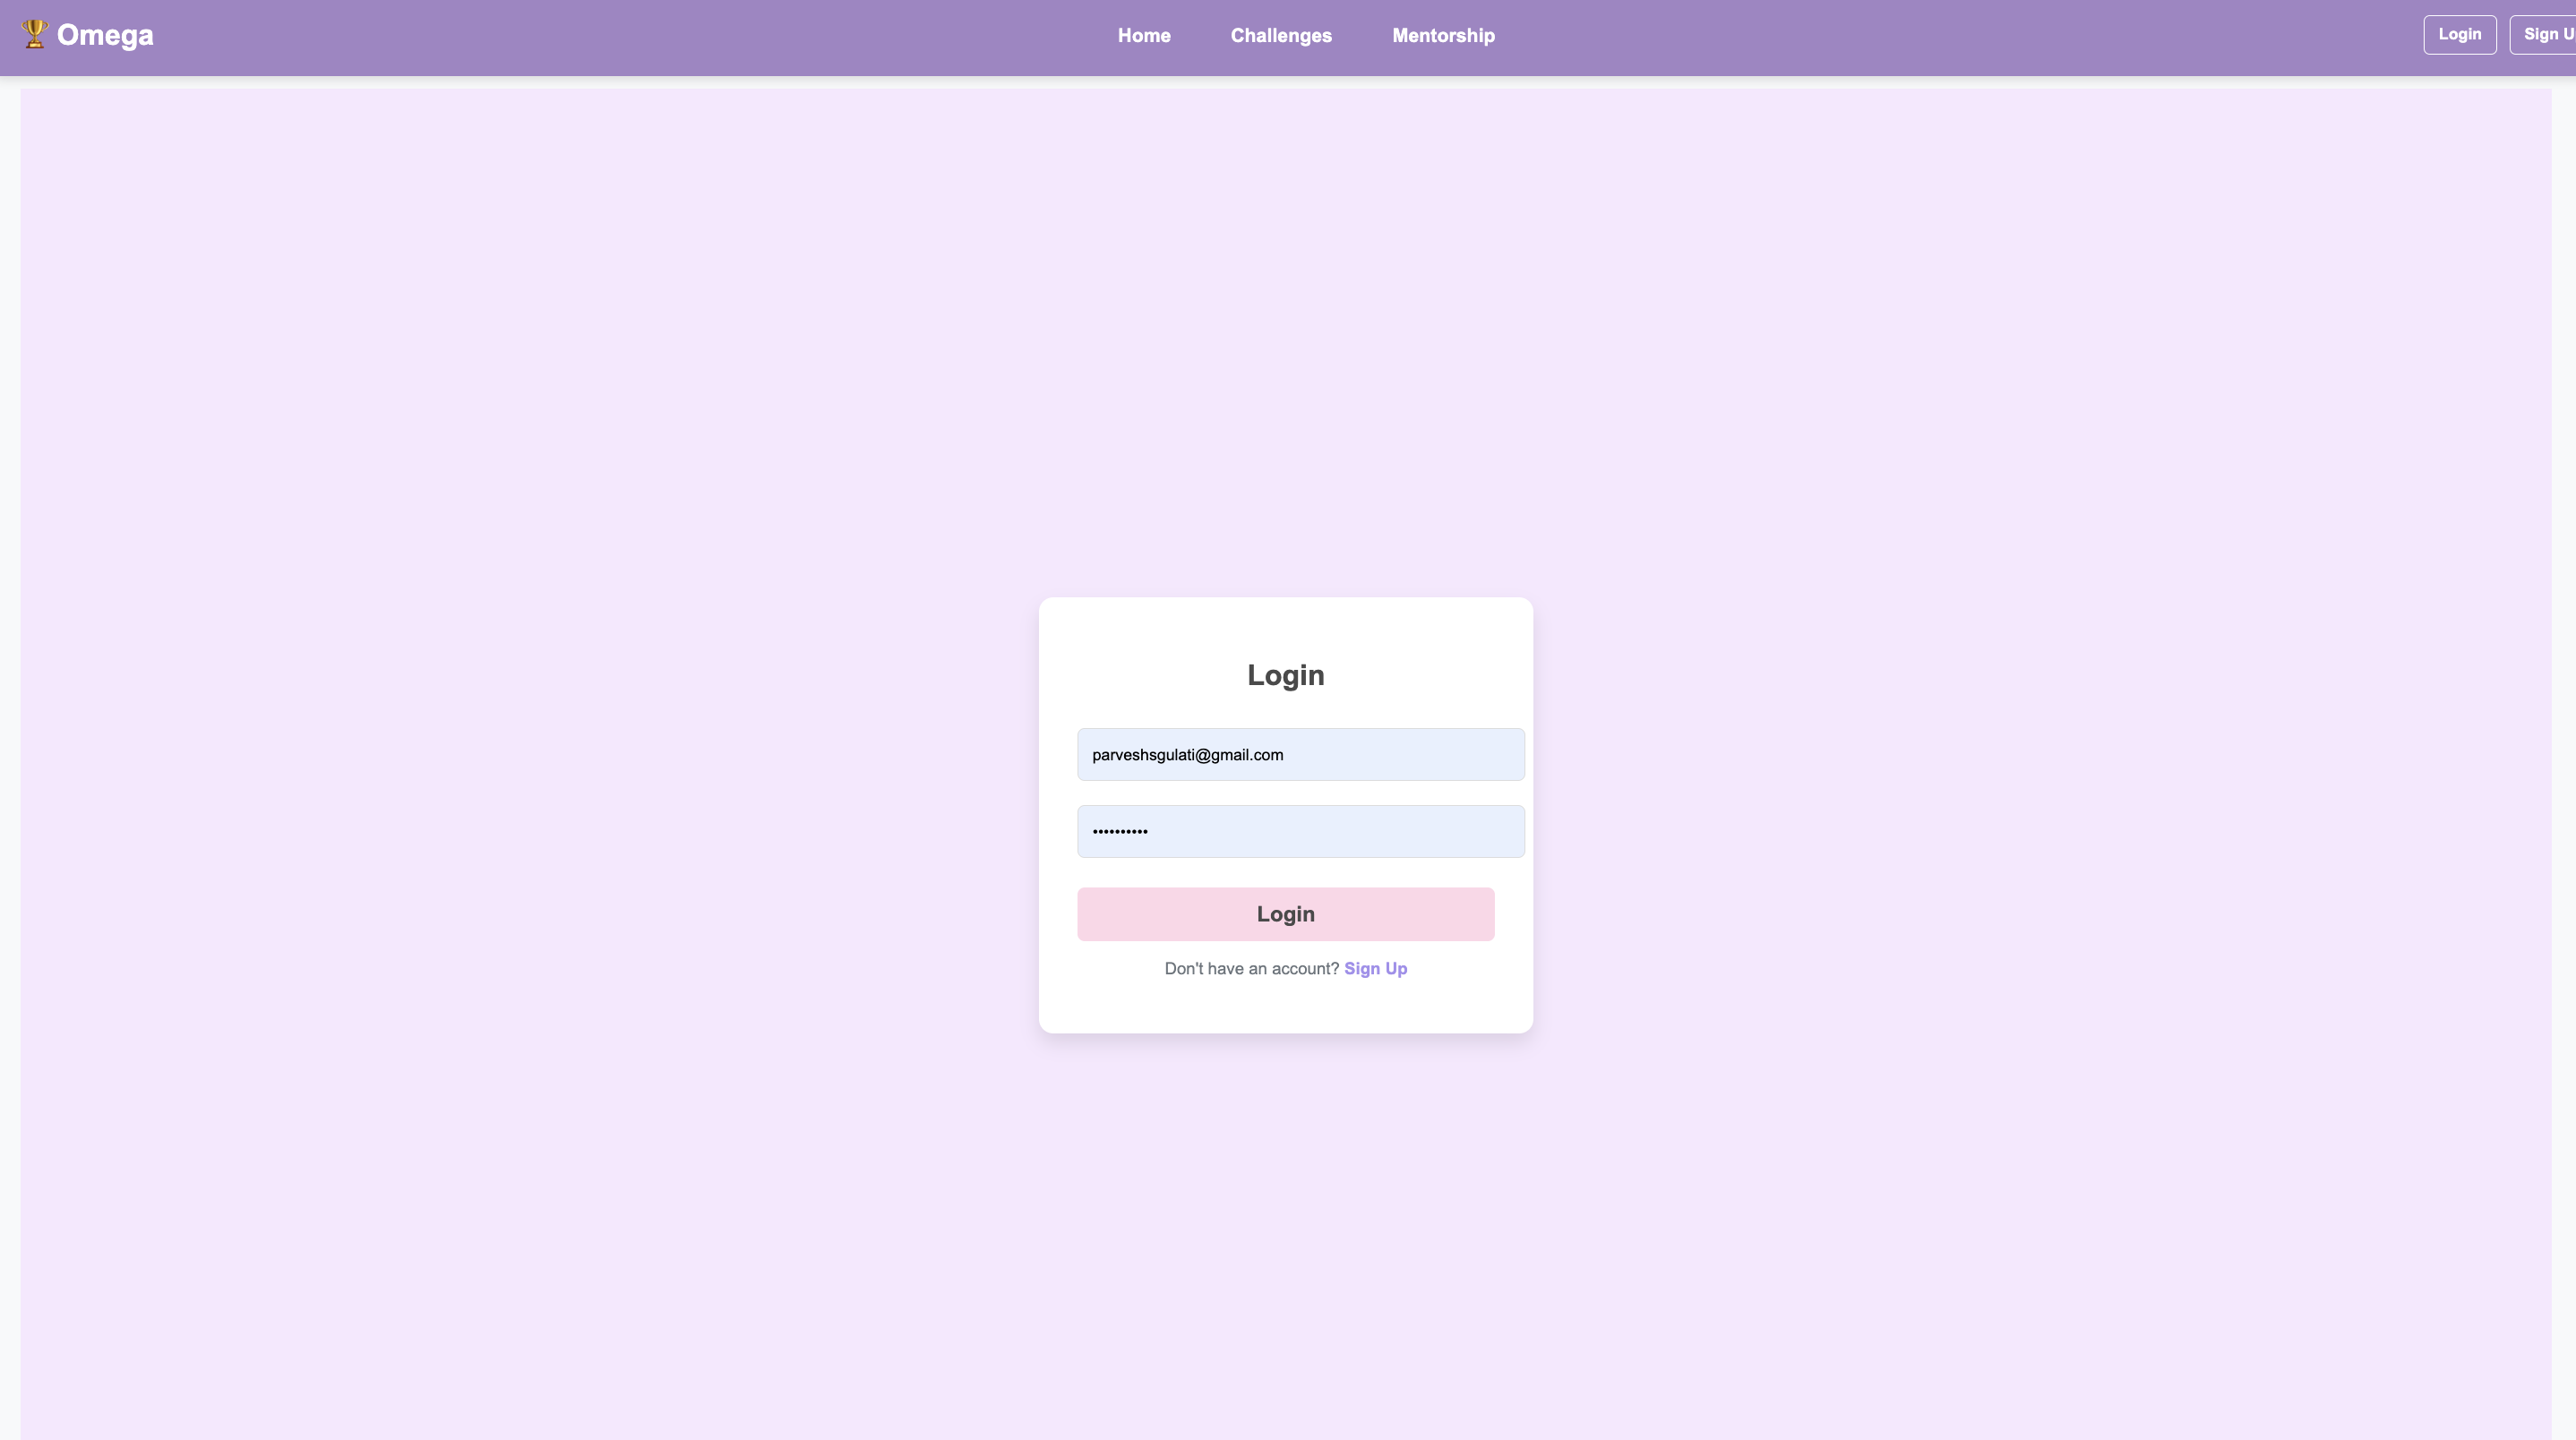 Omega
Home Challenges Mentorship
Login Sign U
Login
parveshsgulati@gmail.com
••••••••••
Login
Don't have an account? Sign Up